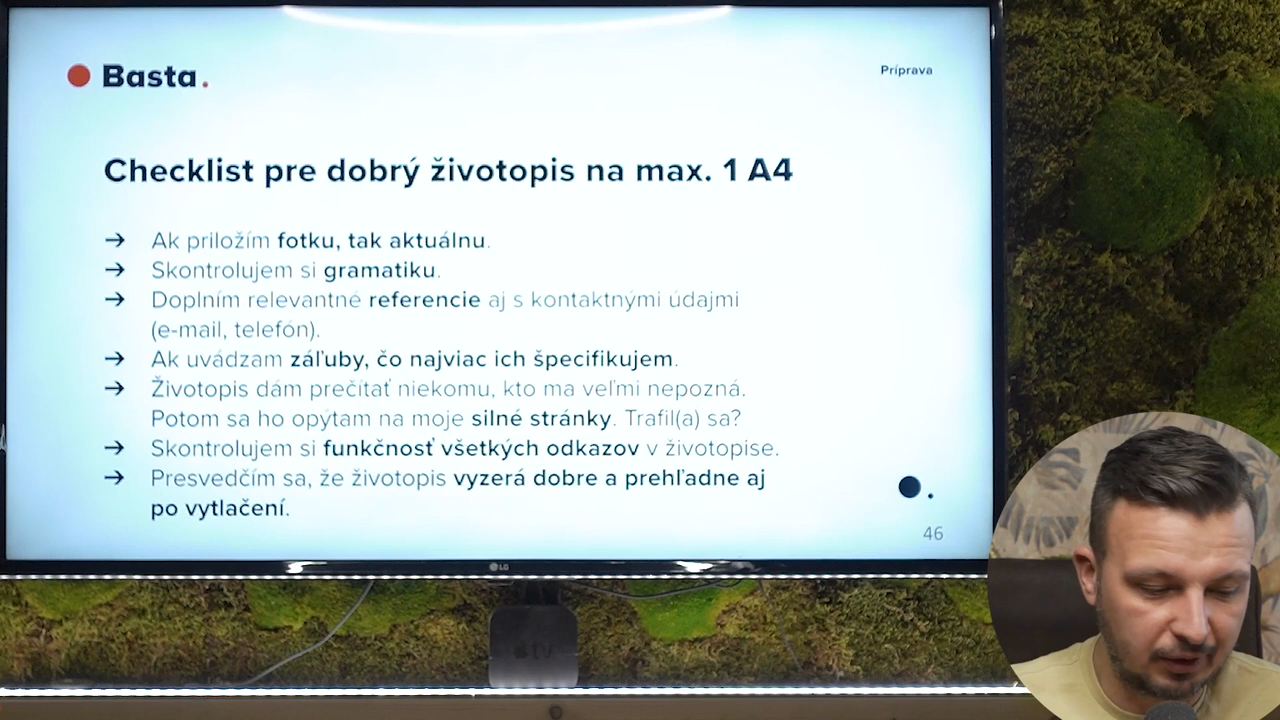 Basta.
Príprava
Checklist pre dobrý životopis na max. 1 A4
→ Ak priložím fotku, tak aktuálnu.
→ Skontrolujem si gramatiku.
→ Doplním relevantné referencie aj s kontaktnými údajmi
(e-mail, telefón).
→ Ak uvádzam záľuby, čo najviac ich špecifikujem.
→ Životopis dám prečítať niekomu, kto ma veľmi nepozná.
Potom sa ho opýtam na moje silné stránky. Trafil(a) sa?
→ Skontrolujem si funkčnosť všetkých odkazov v životopise.
→ Presvedčím sa, že životopis vyzerá dobre a prehľadne aj
po vytlačení.
46
LG
tv